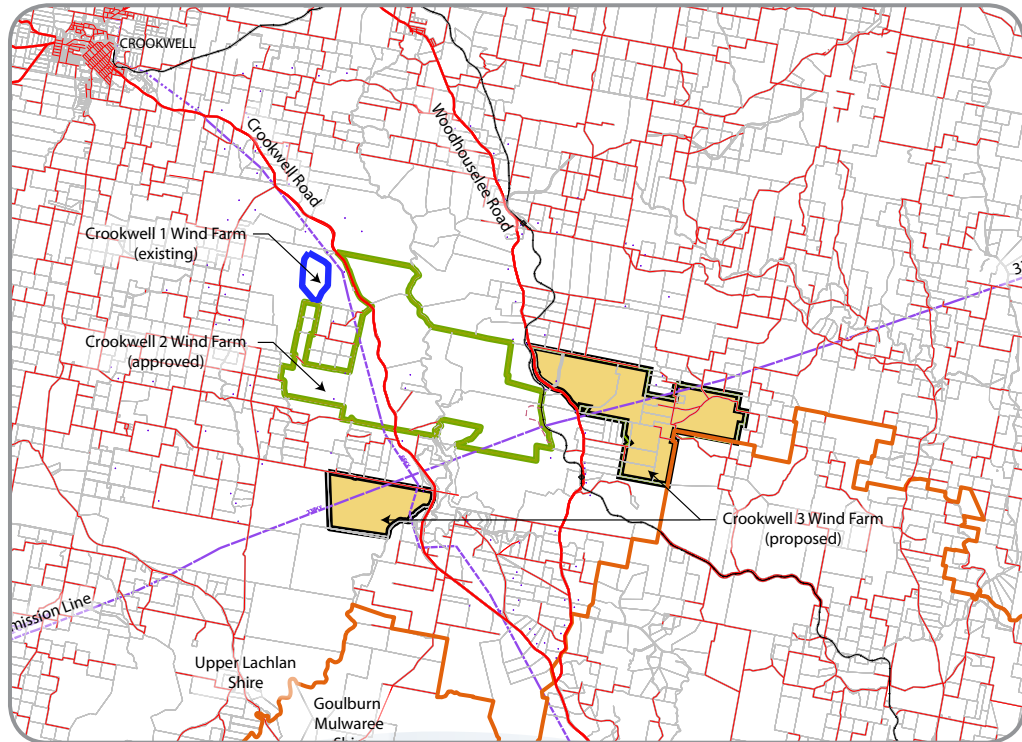 CROOKWELL
Crookwell Road
Woodhouselee Road
Crookwell 1 Wind Farm
(existing)
Crookwell 2 Wind Farm
(approved)
Crookwell 3 Wind Farm
(proposed)
mission Line
Upper Lachlan
Shire
Goulburn
Mulwaree